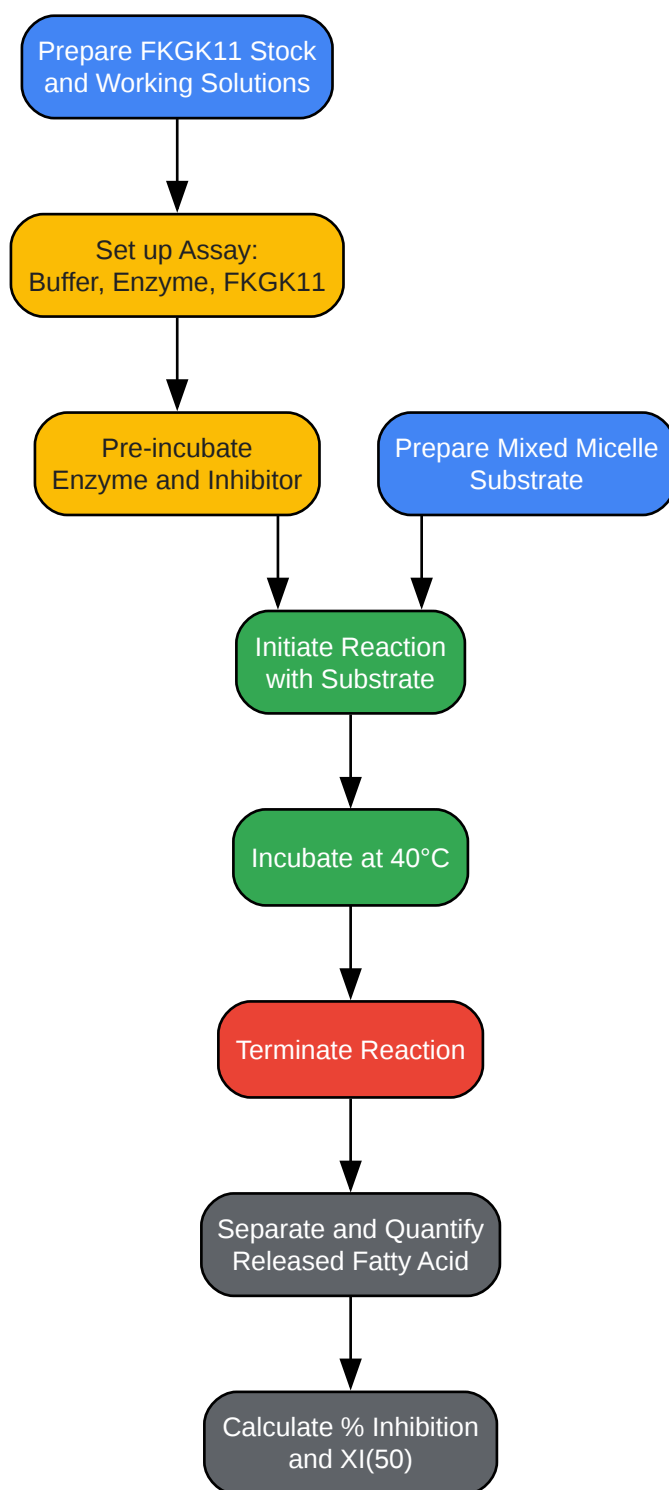 Prepare FKGK11 Stock
and Working Solutions
Set up Assay:
Buffer, Enzyme, FKGK11
Pre-incubate
Enzyme and Inhibitor
Prepare Mixed Micelle
Substrate
Initiate Reaction
with Substrate
Incubate at 40°C
Terminate Reaction
Separate and Quantify
Released Fatty Acid
Calculate % Inhibition
and XI(50)